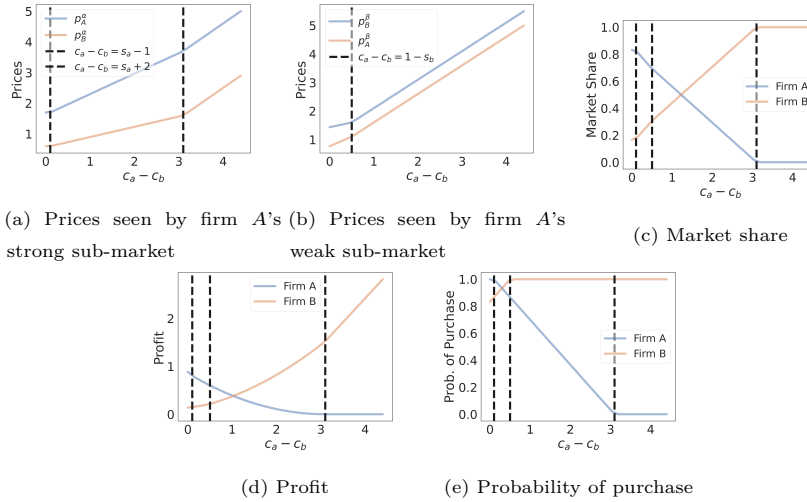 5
4
3
2
1
Prices
p_A^α
p_B^α
c_a − c_b = s_a − 1
c_a − c_b = s_a + 2
0 1 2 3 4
c_a − c_b
5
4
3
2
1
Prices
p_B^β
p_A^β
c_a − c_b = 1 − s_b
0 1 2 3 4
c_a − c_b
1.0
0.8
0.6
0.4
0.2
0.0
Market Share
Firm A
Firm B
0 1 2 3 4
c_a − c_b
(a) Prices seen by firm A's
strong sub-market
(b) Prices seen by firm A's
weak sub-market
(c) Market share
2
1
0
Profit
Firm A
Firm B
0 1 2 3 4
c_a − c_b
1.0
0.8
0.6
0.4
0.2
0.0
Prob. of Purchase
Firm A
Firm B
0 1 2 3 4
c_a − c_b
(d) Profit
(e) Probability of purchase